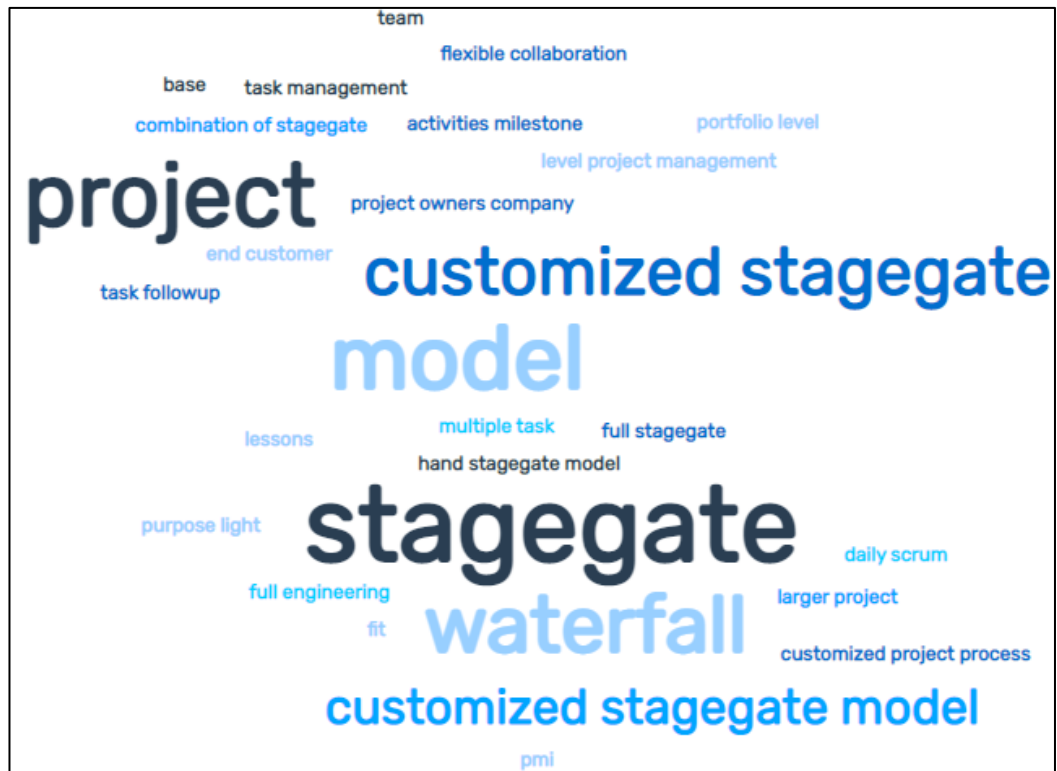 team
flexible collaboration
base
task management
combination of stagegate
activities milestone
portfolio level
level project management
project
project owners company
end customer
customized stagegate
task followup
model
multiple task
full stagegate
lessons
hand stagegate model
stagegate
purpose light
daily scrum
full engineering
larger project
fit
waterfall
customized project process
customized stagegate model
pmi